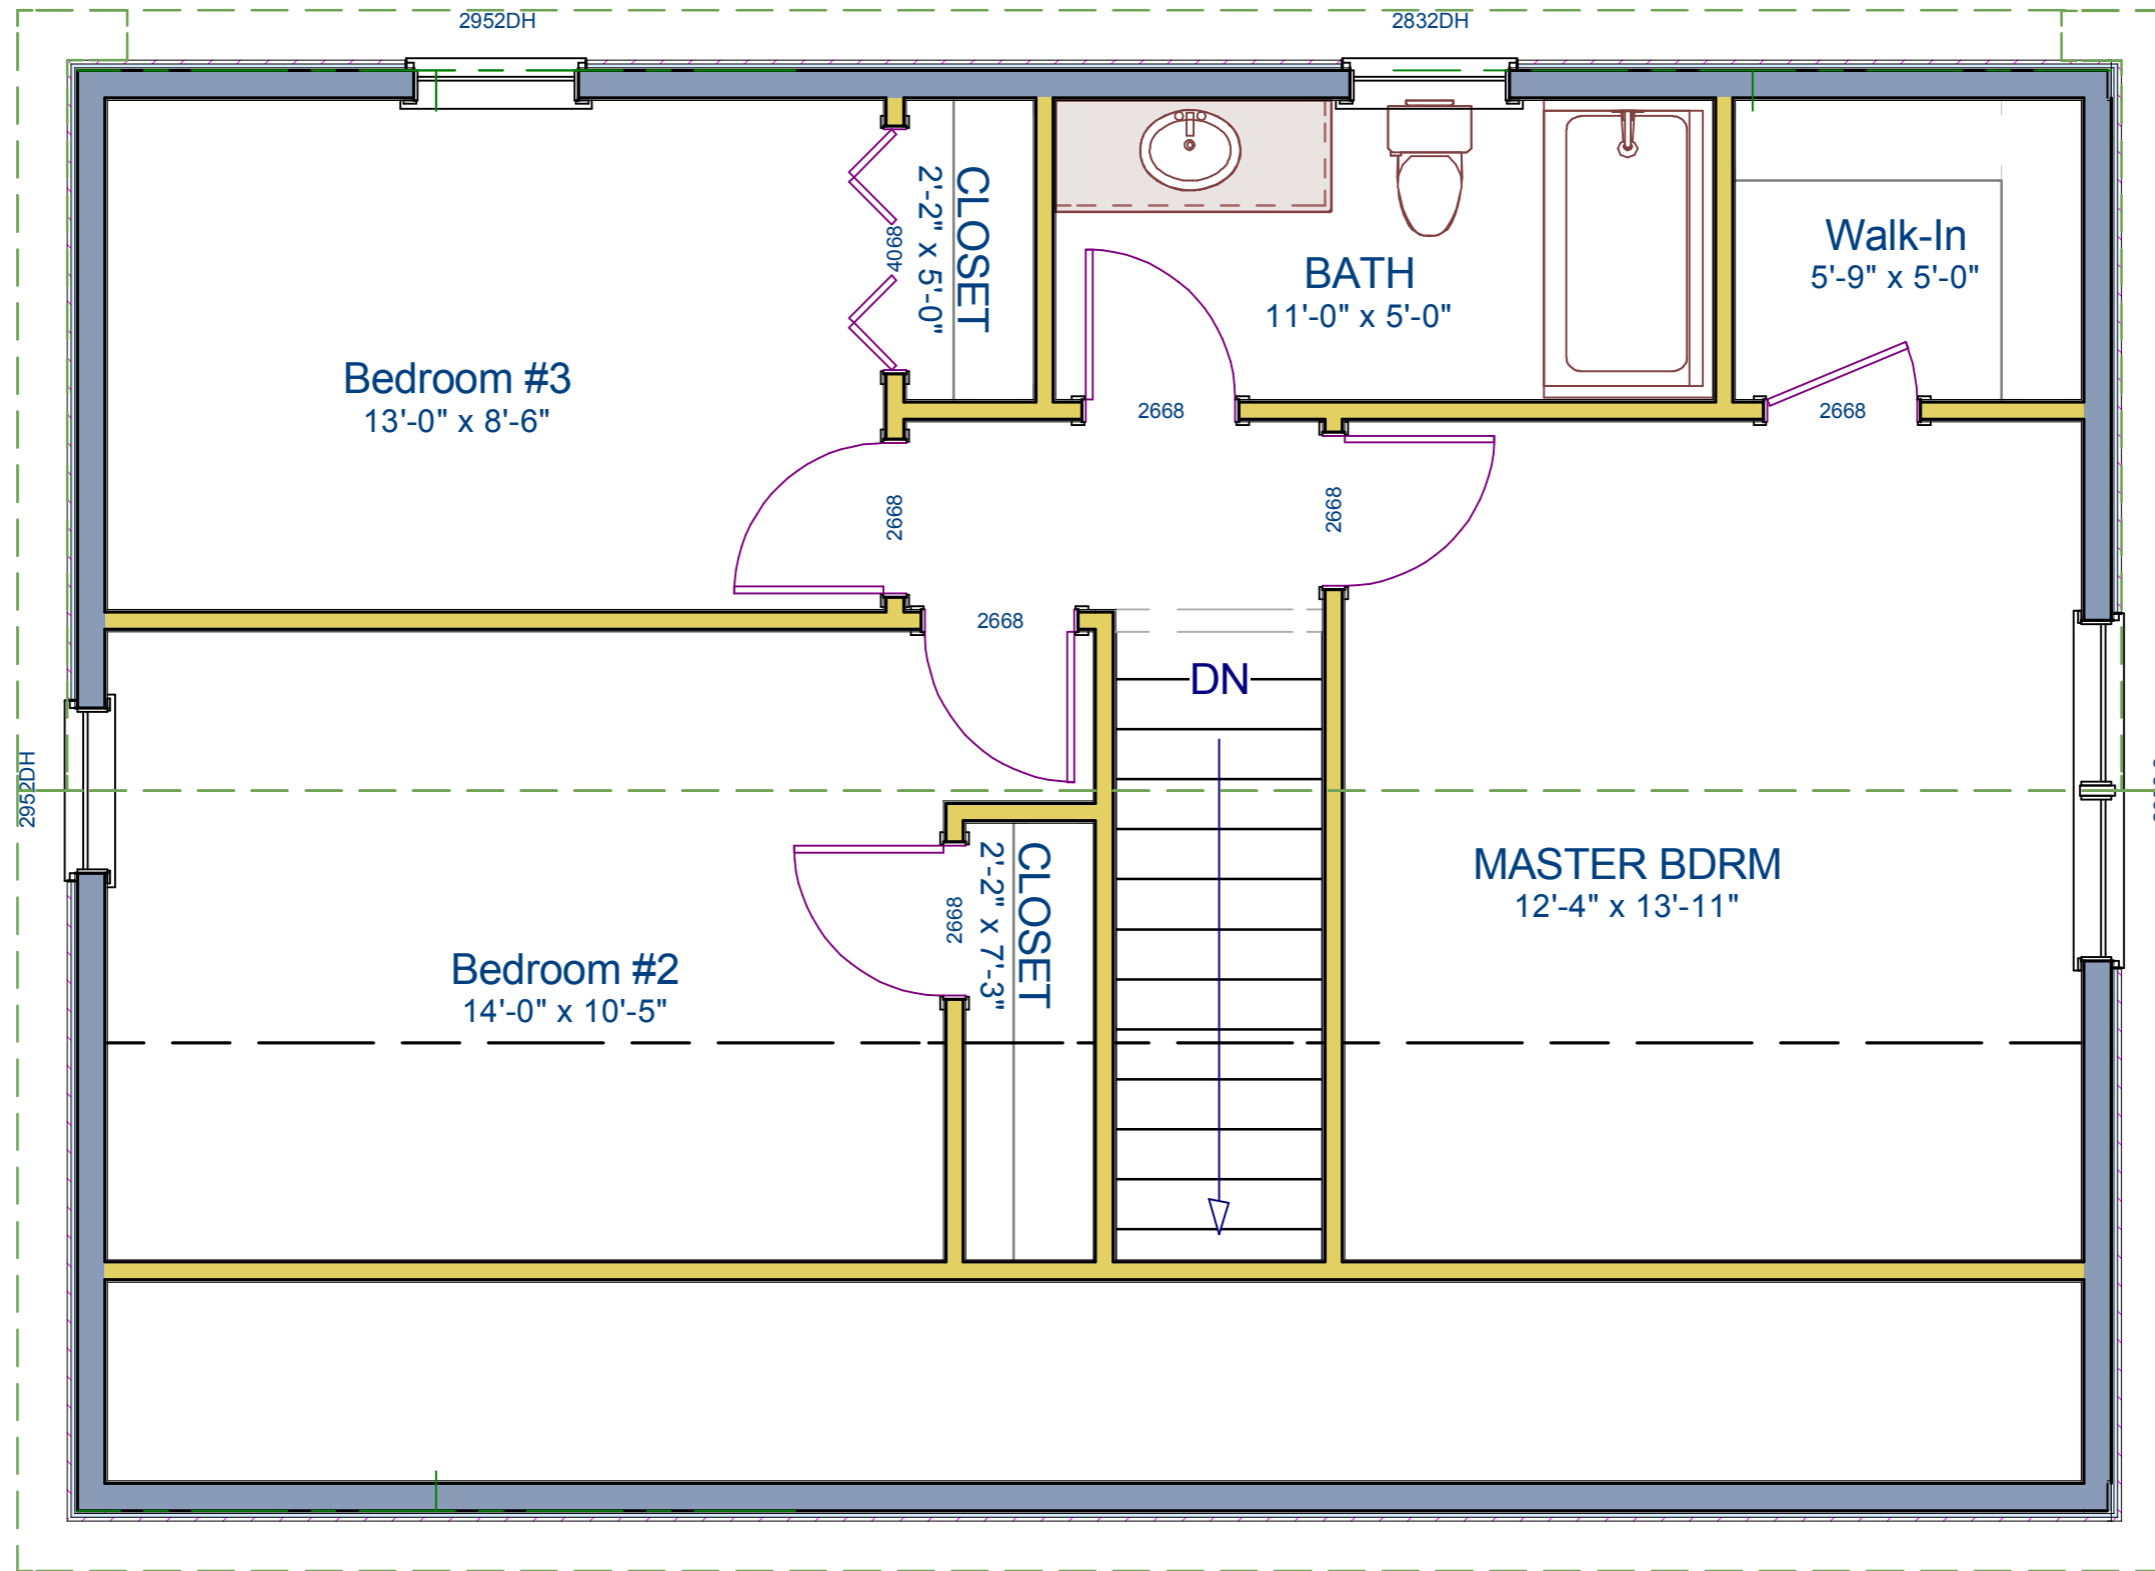 2952DH
2832DH
CLOSET
2'-2" x 5'-0"
4068
Walk-In
5'-9" x 5'-0"
BATH
11'-0" x 5'-0"
Bedroom #3
13'-0" x 8'-6"
2668
2668
2668
2668
2668
DN
2952DH
MASTER BDRM
12'-4" x 13'-11"
CLOSET
2'-2" x 7'-3"
2668
Bedroom #2
14'-0" x 10'-5"